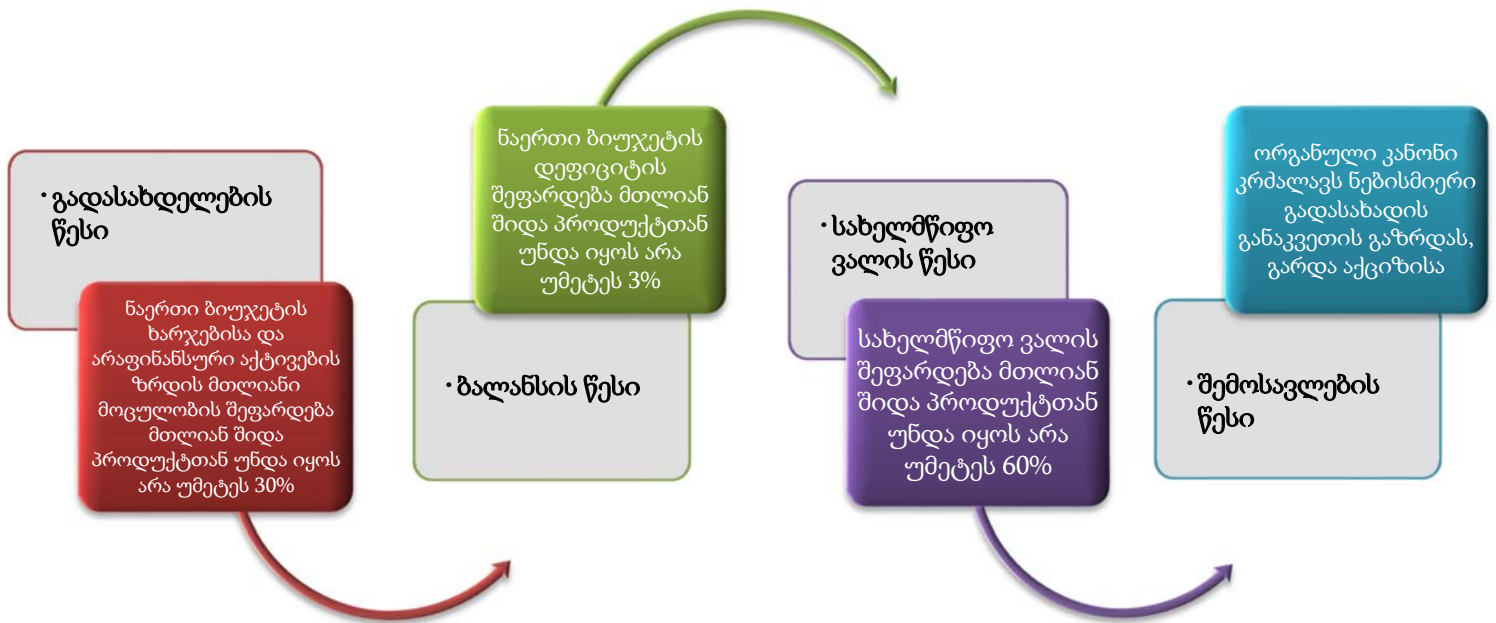 · გადასახდელების
წესი
ნაერთი ბიუჯეტის
ხარჯებისა და
არაფინანსური აქტივების
ზრდის მთლიანი
მოცულობის შეფარდება
მთლიან შიდა
პროდუქტთან უნდა იყოს
არა უმეტეს 30%
ნაერთი ბიუჯეტის
დეფიციტის
შეფარდება მთლიან
შიდა პროდუქტთან
უნდა იყოს არა
უმეტეს 3%
· ბალანსის წესი
· სახელმწიფო
ვალის წესი
სახელმწიფო ვალის
შეფარდება მთლიან
შიდა პროდუქტთან
უნდა იყოს არა
უმეტეს 60%
ორგანული კანონი
კრძალავს ნებისმიერი
გადასახადის
განაკვეთის გაზრდას,
გარდა აქციზისა
· შემოსავლების
წესი